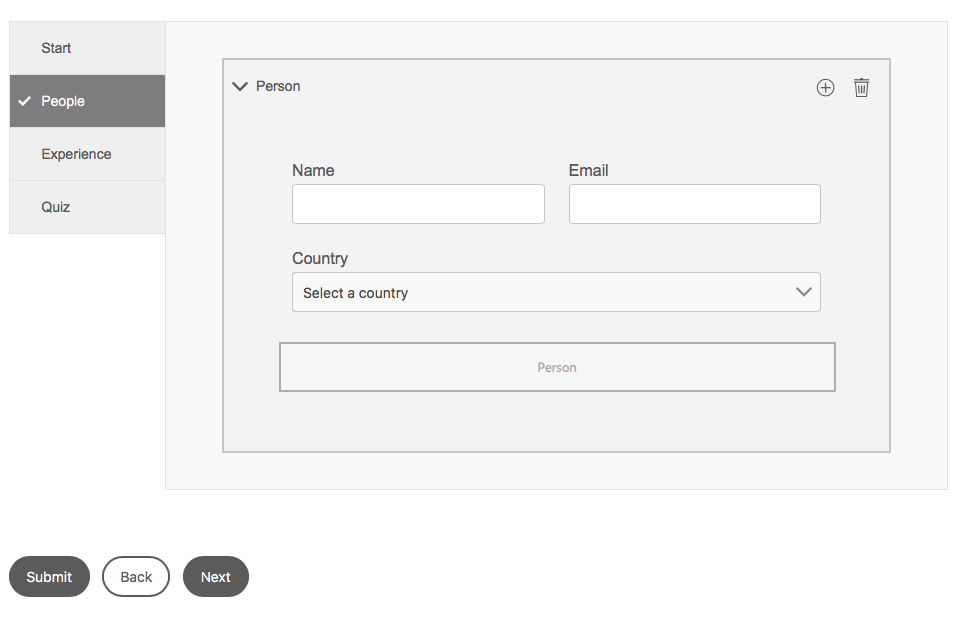 Start
People
Experience
Quiz
Person
Name
Email
Country
Select a country
Person
Submit
Back
Next